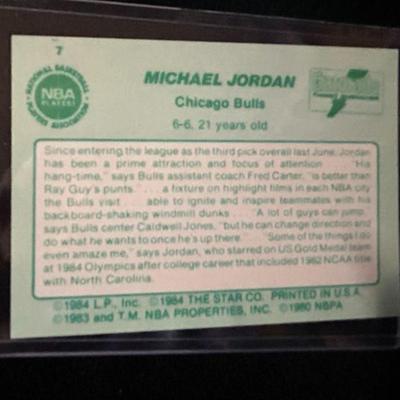 7
NATIONAL BASKETBALL
NBA
PLAYERS
PLAYERS ASSOCIATION
MICHAEL JORDAN
Chicago Bulls
6-6, 21 years old
Since entering the league as the third pick overall last June, Jordan
has been a prime attraction and focus of attention . . . "His
hang-time," says Bulls assistant coach Fred Carter, "is better than
Ray Guy's punts." . . . a fixture on highlight films in each NBA city
the Bulls visit . . . able to ignite and inspire teammates with his
backboard-shaking windmill dunks . . . "A lot of guys can jump,"
says Bulls center Caldwell Jones, "but he can change direction and
do what he wants to once he's up there." . . . "Some of the things I do
even amaze me," says Jordan, who starred on US Gold Medal team
at 1984 Olympics after college career that included 1982 NCAA title
with North Carolina.
©1984 L.P., Inc. ©1984 THE STAR CO. PRINTED IN U.S.A.
©1983 and T.M. NBA PROPERTIES, INC. ©1980 NBPA